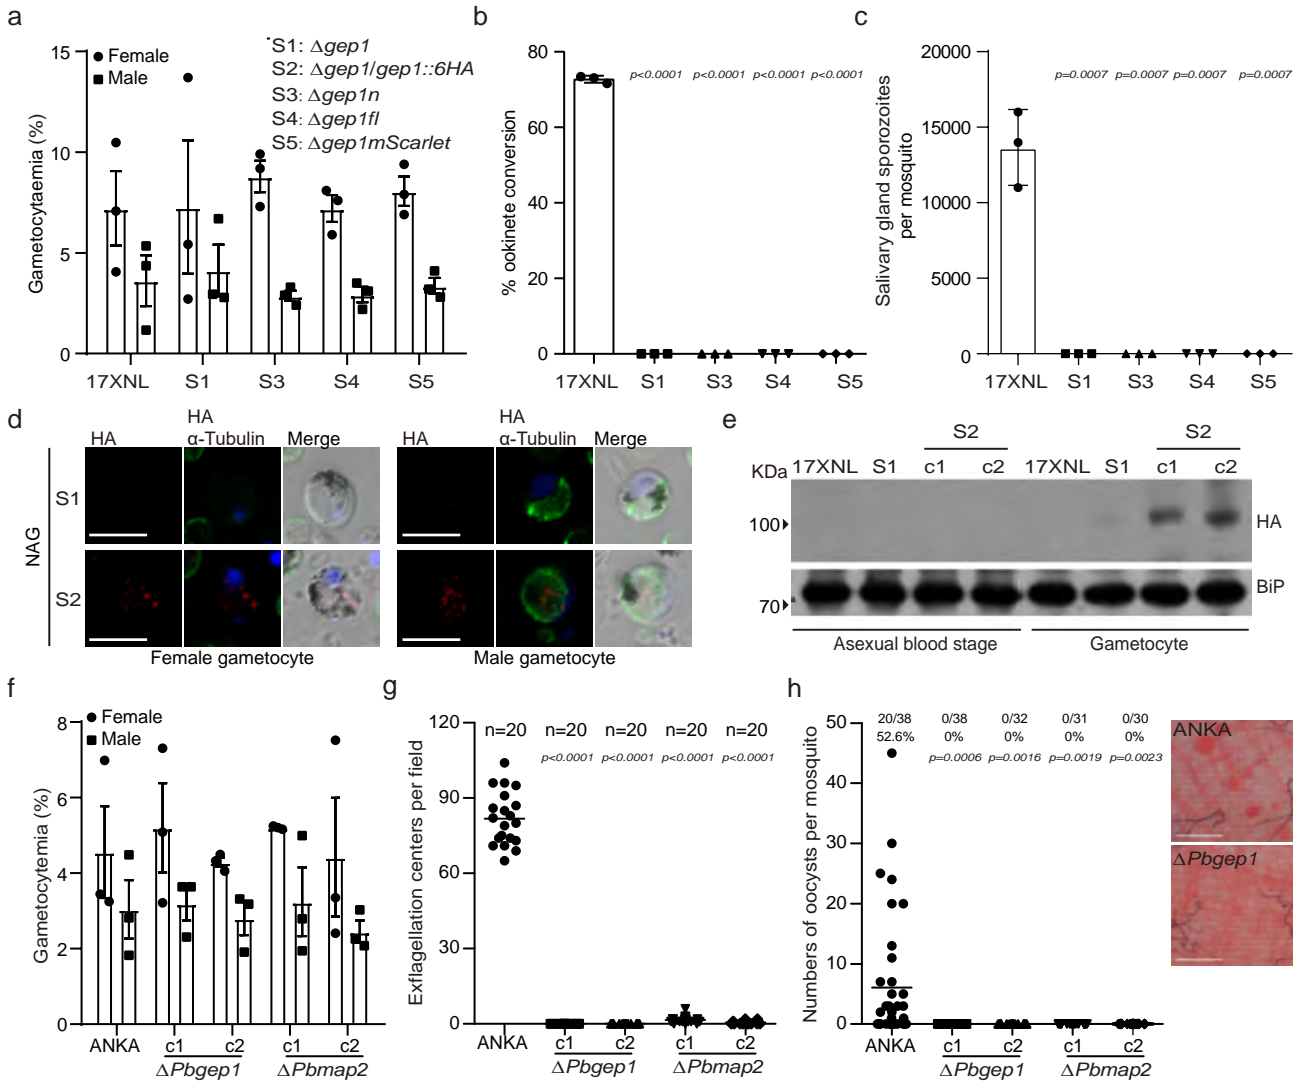 a
Gametocytaemia (%)
15
10
5
0
Female
Male
S1: Δgep1
S2: Δgep1/gep1::6HA
S3: Δgep1n
S4: Δgep1fl
S5: Δgep1mScarlet
17XNL S1 S3 S4 S5
b
% ookinete conversion
80
60
40
20
0
p<0.0001 p<0.0001 p<0.0001 p<0.0001
17XNL S1 S3 S4 S5
c
Salivary gland sporozoites
per mosquito
20000
15000
10000
5000
0
p=0.0007 p=0.0007 p=0.0007 p=0.0007
17XNL S1 S3 S4 S5
d
HA
HA
α-Tubulin
Merge
HA
HA
α-Tubulin
Merge
NAG
S1
S2
Female gametocyte
Male gametocyte
e
S2
S2
KDa 17XNL S1 c1 c2 17XNL S1 c1 c2
100
HA
70
BiP
Asexual blood stage
Gametocyte
f
Gametocytemia (%)
8
6
4
2
0
Female
Male
ANKA c1 c2 c1 c2
ΔPbgep1 ΔPbmap2
g
Exflagellation centers per field
120
90
60
30
0
n=20 n=20 n=20 n=20 n=20
p<0.0001 p<0.0001 p<0.0001 p<0.0001
ANKA c1 c2 c1 c2
ΔPbgep1 ΔPbmap2
h
Numbers of oocysts per mosquito
50
40
30
20
10
0
20/38 0/38 0/32 0/31 0/30
52.6% 0% 0% 0% 0%
p=0.0006 p=0.0016 p=0.0019 p=0.0023
ANKA c1 c2 c1 c2
ΔPbgep1 ΔPbmap2
ANKA
ΔPbgep1